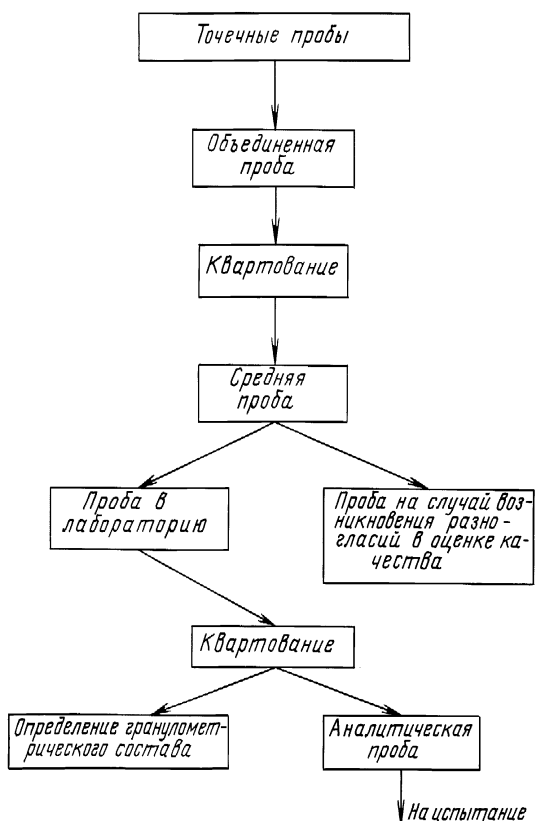 Точечные пробы
Объединенная
проба
Квартование
Средняя
проба
Проба в
лабораторию
Проба на случай воз-
никновения разно-
гласий в оценке ка-
чества
Квартование
Определение грануломет-
рического состава
Аналитическая
проба
На испытание